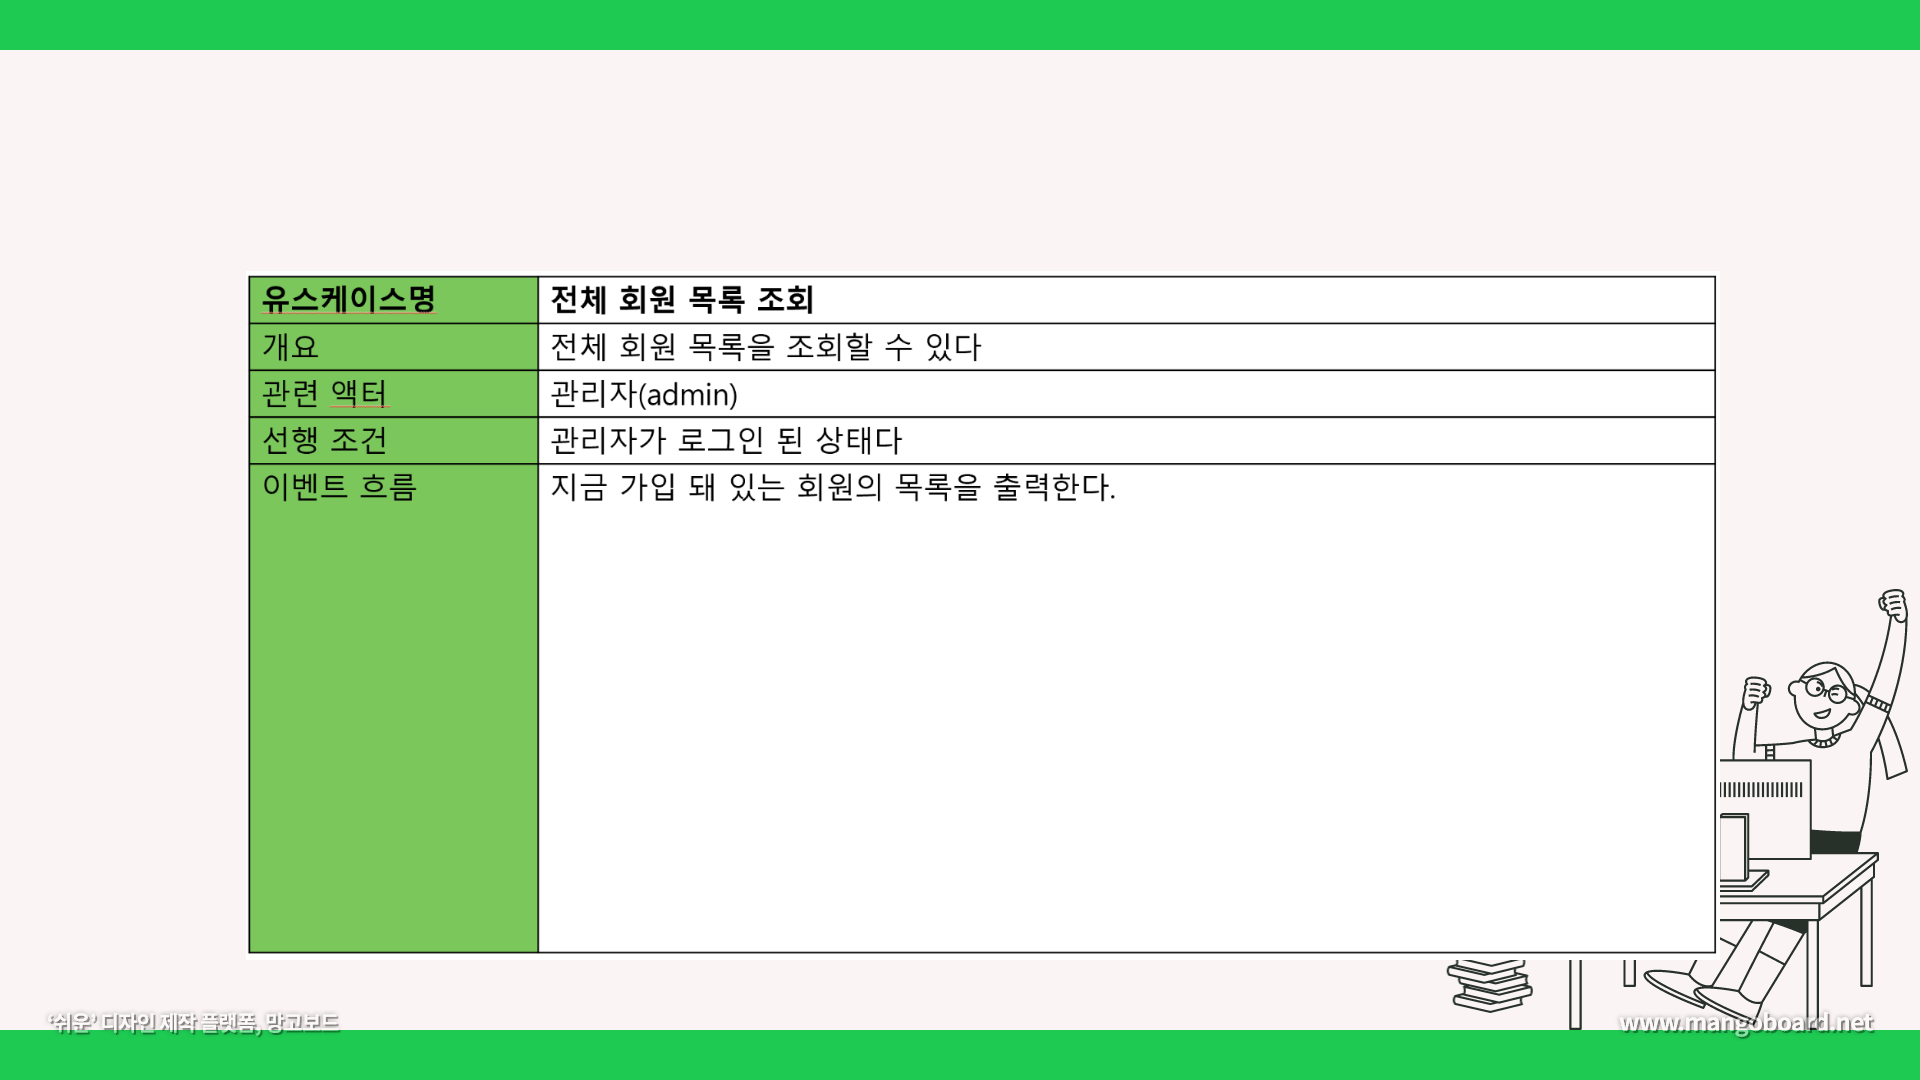 유스케이스명 전체 회원 목록 조회
개요 전체 회원 목록을 조회할 수 있다
관련 액터 관리자(admin)
선행 조건 관리자가 로그인 된 상태다
이벤트 흐름 지금 가입 돼 있는 회원의 목록을 출력한다.
‘쉬운’ 디자인 제작 플랫폼, 망고보드
www.mangoboard.net